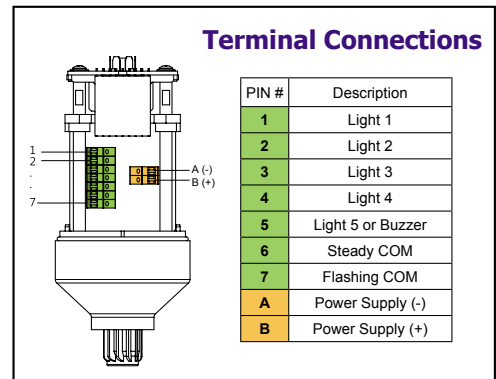 Terminal Connections
1
2
.
.
7
A (-)
B (+)
PIN # Description
1 Light 1
2 Light 2
3 Light 3
4 Light 4
5 Light 5 or Buzzer
6 Steady COM
7 Flashing COM
A Power Supply (-)
B Power Supply (+)